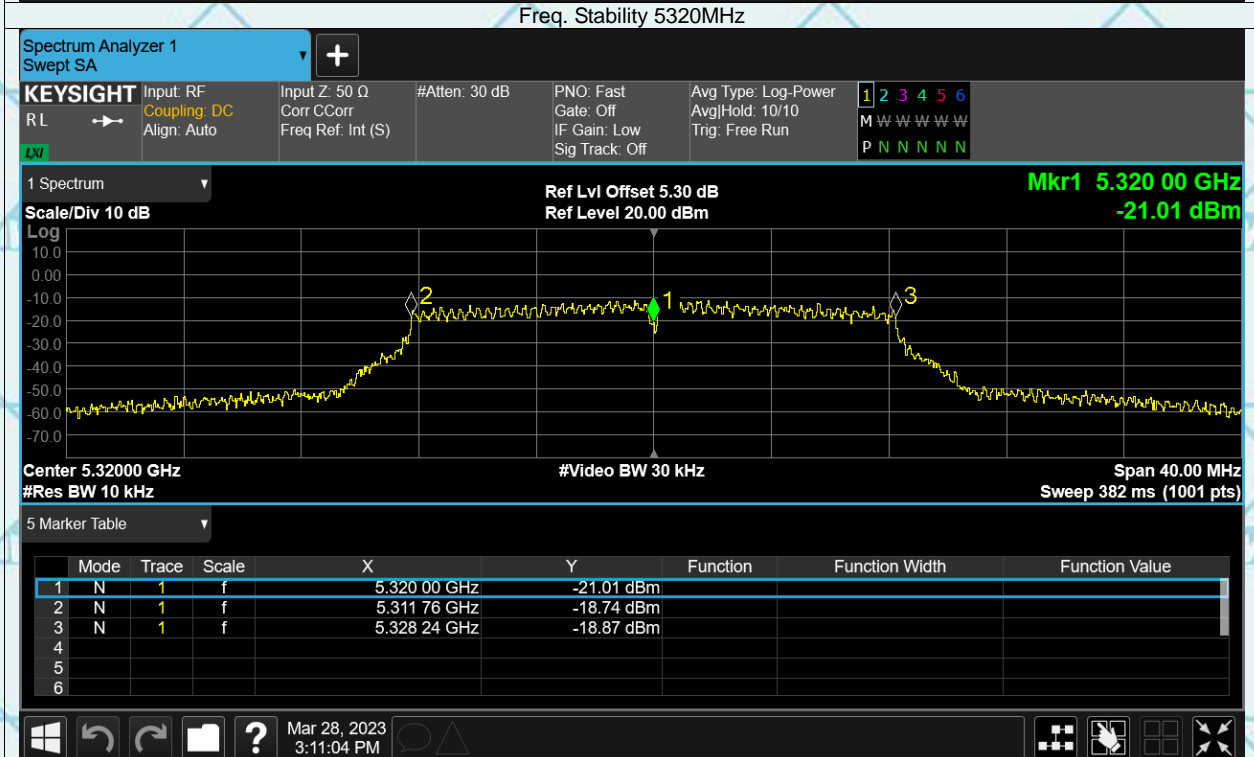 Freq. Stability 5320MHz
Spectrum Analyzer 1
Swept SA
KEYSIGHT
RL
LXI
Input: RF
Coupling: DC
Align: Auto
Input Z: 50 Ω
Corr CCorr
Freq Ref: Int (S)
#Atten: 30 dB
PNO: Fast
Gate: Off
IF Gain: Low
Sig Track: Off
Avg Type: Log-Power
Avg|Hold: 10/10
Trig: Free Run
1 2 3 4 5 6
M W W W W W
P N N N N N
1 Spectrum
Scale/Div 10 dB
Ref Lvl Offset 5.30 dB
Ref Level 20.00 dBm
Mkr1 5.320 00 GHz
-21.01 dBm
Log
10.0
0.00
-10.0
-20.0
-30.0
-40.0
-50.0
-60.0
-70.0
2
1
3
Center 5.32000 GHz
#Video BW 30 kHz
Span 40.00 MHz
#Res BW 10 kHz
Sweep 382 ms (1001 pts)
5 Marker Table
Mode Trace Scale X Y Function Function Width Function Value
1 N 1 f 5.320 00 GHz -21.01 dBm
2 N 1 f 5.311 76 GHz -18.74 dBm
3 N 1 f 5.328 24 GHz -18.87 dBm
4
5
6
?
Mar 28, 2023
3:11:04 PM